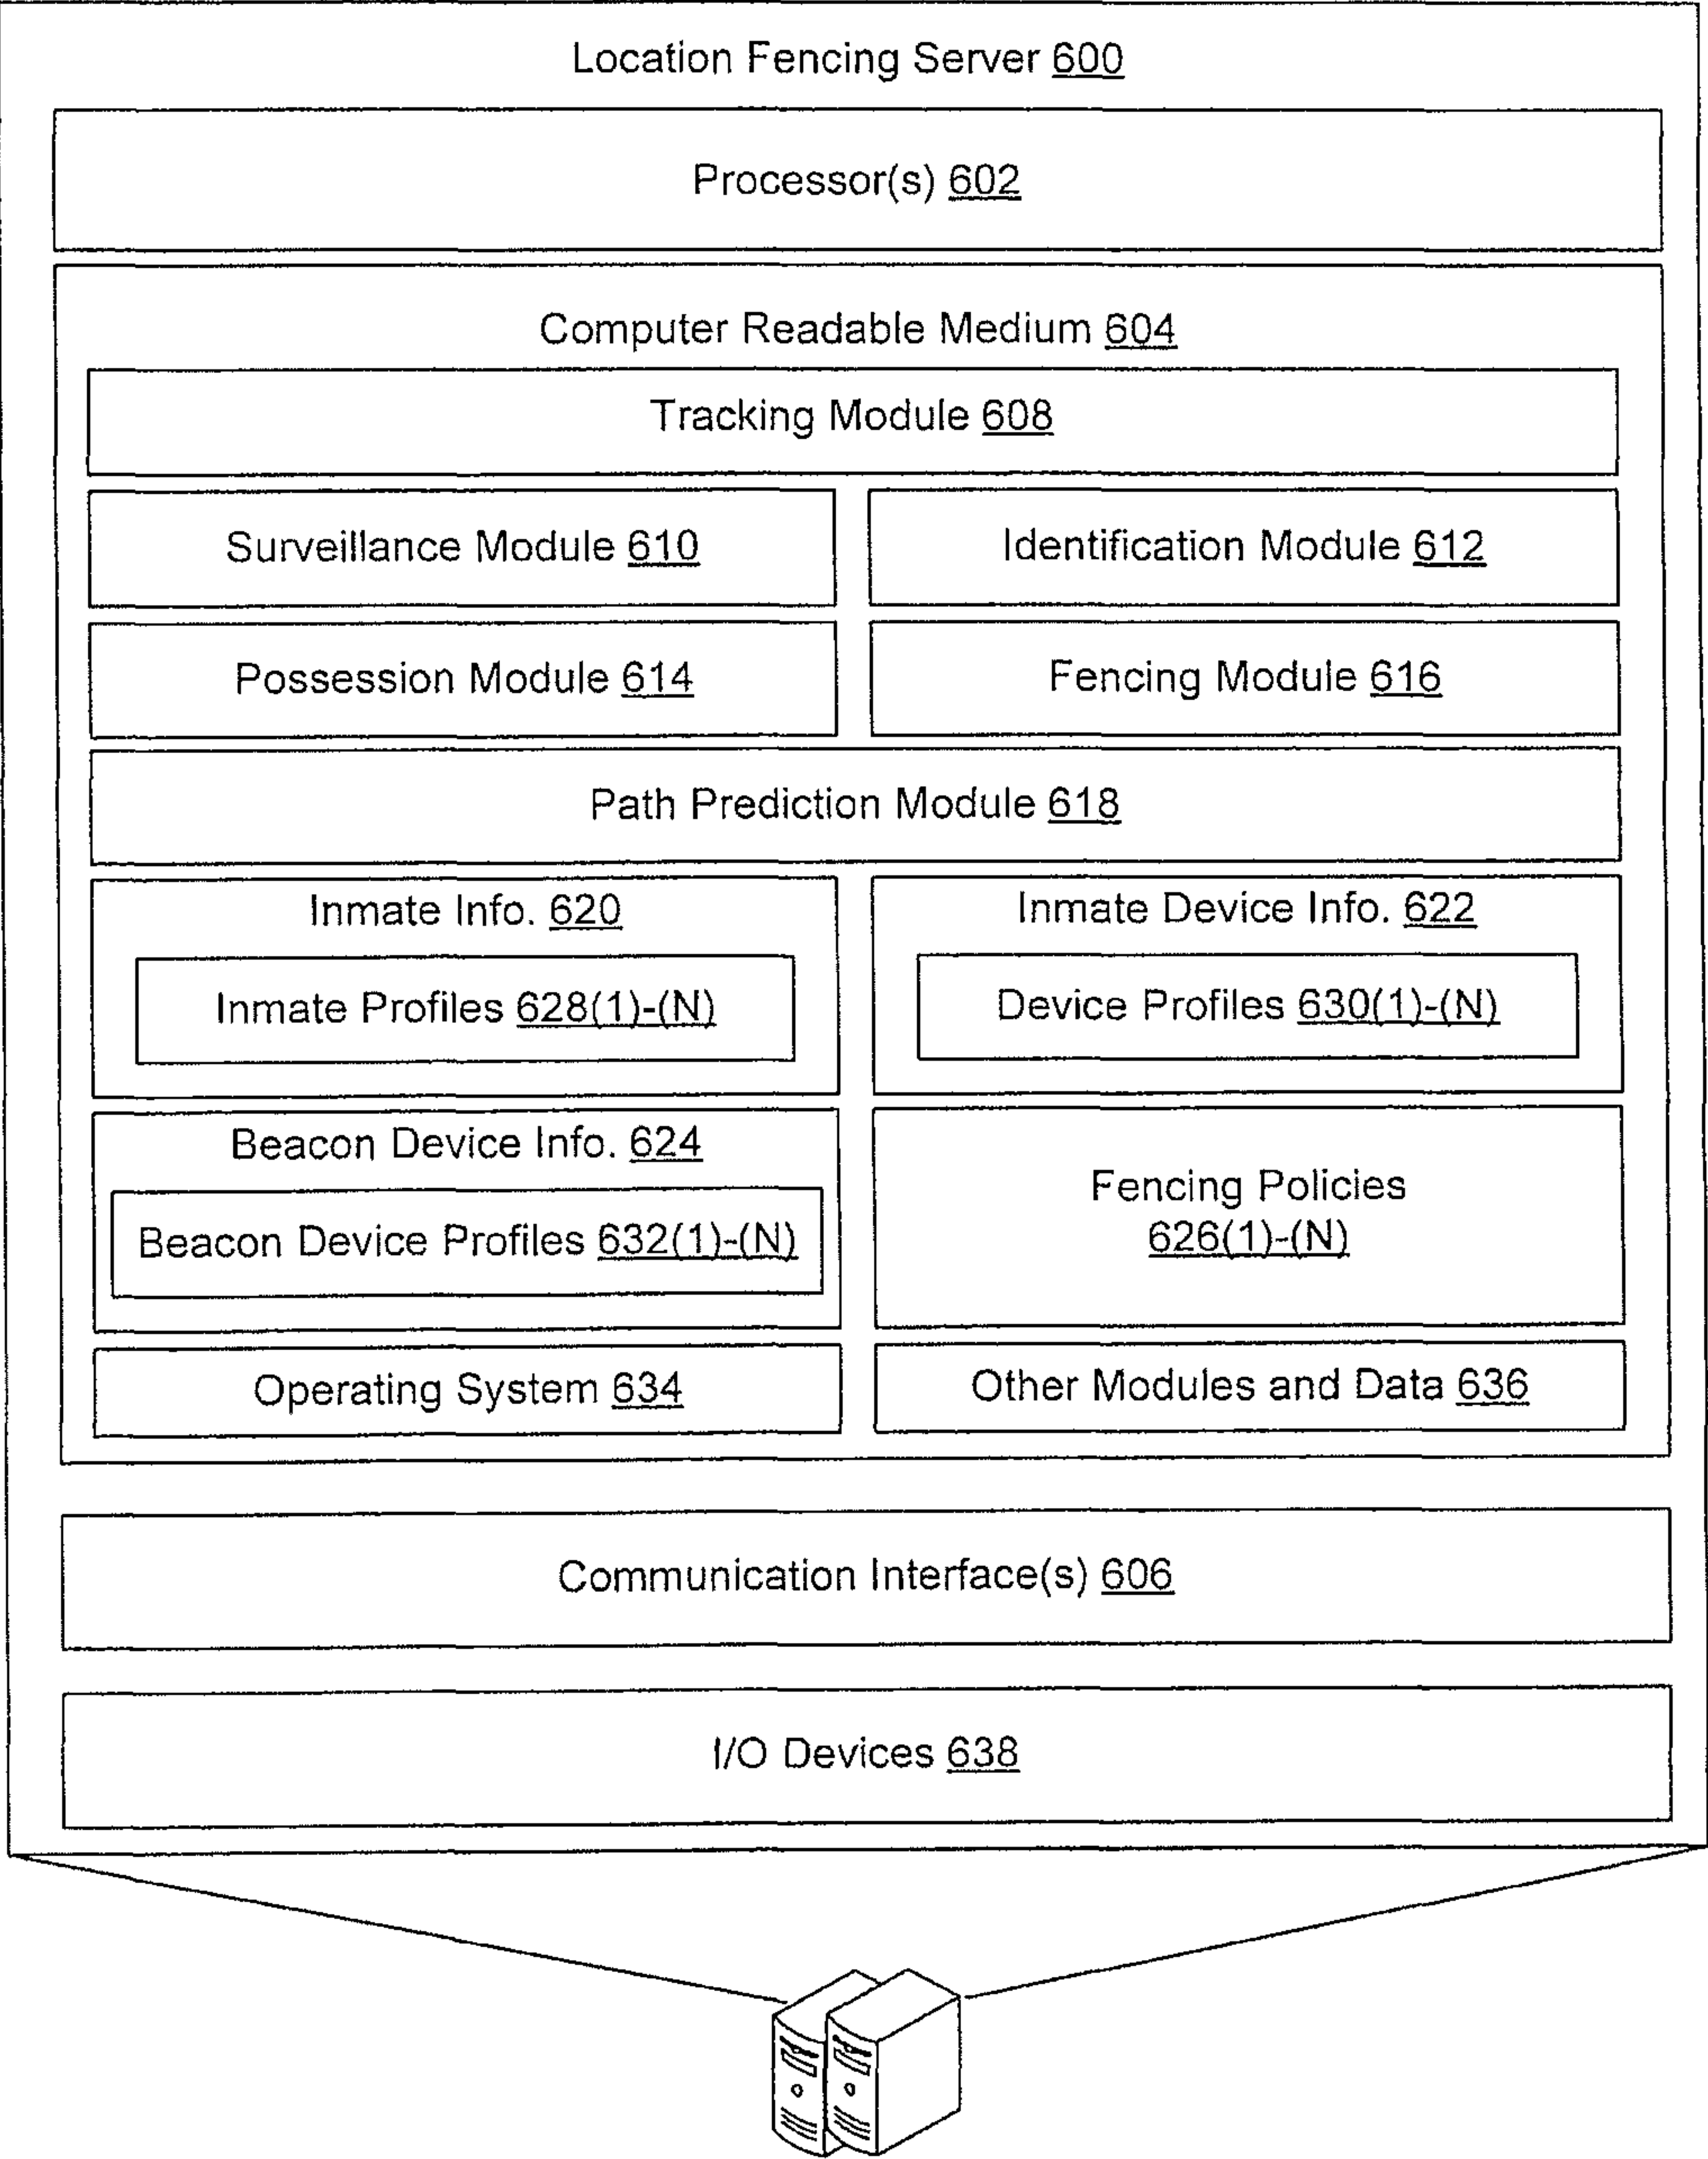 Location Fencing Server 600
Processor(s) 602
Computer Readable Medium 604
Tracking Module 608
Surveillance Module 610
Identification Module 612
Possession Module 614
Fencing Module 616
Path Prediction Module 618
Inmate Info. 620
Inmate Profiles 628(1)-(N)
Inmate Device Info. 622
Device Profiles 630(1)-(N)
Beacon Device Info. 624
Beacon Device Profiles 632(1)-(N)
Fencing Policies
626(1)-(N)
Operating System 634
Other Modules and Data 636
Communication Interface(s) 606
I/O Devices 638